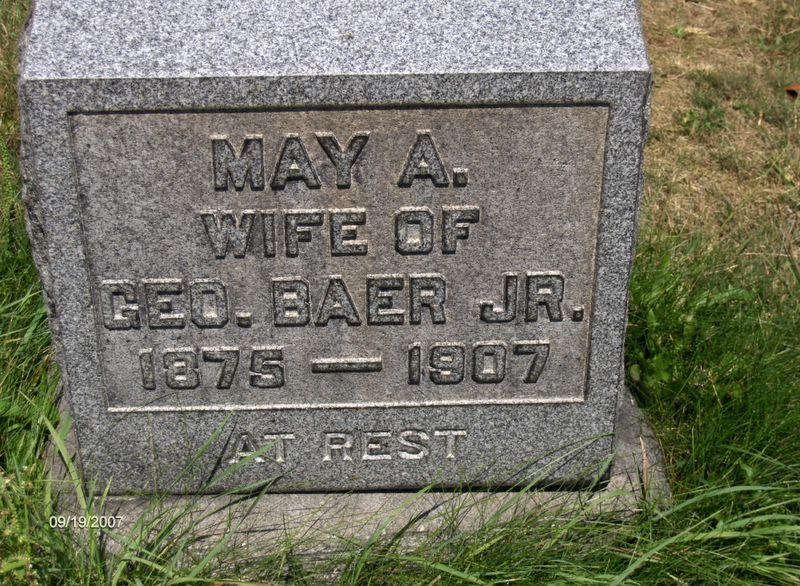 MAY A.
WIFE OF
GEO. BAER JR.
1875 — 1907
AT REST
09/19/2007